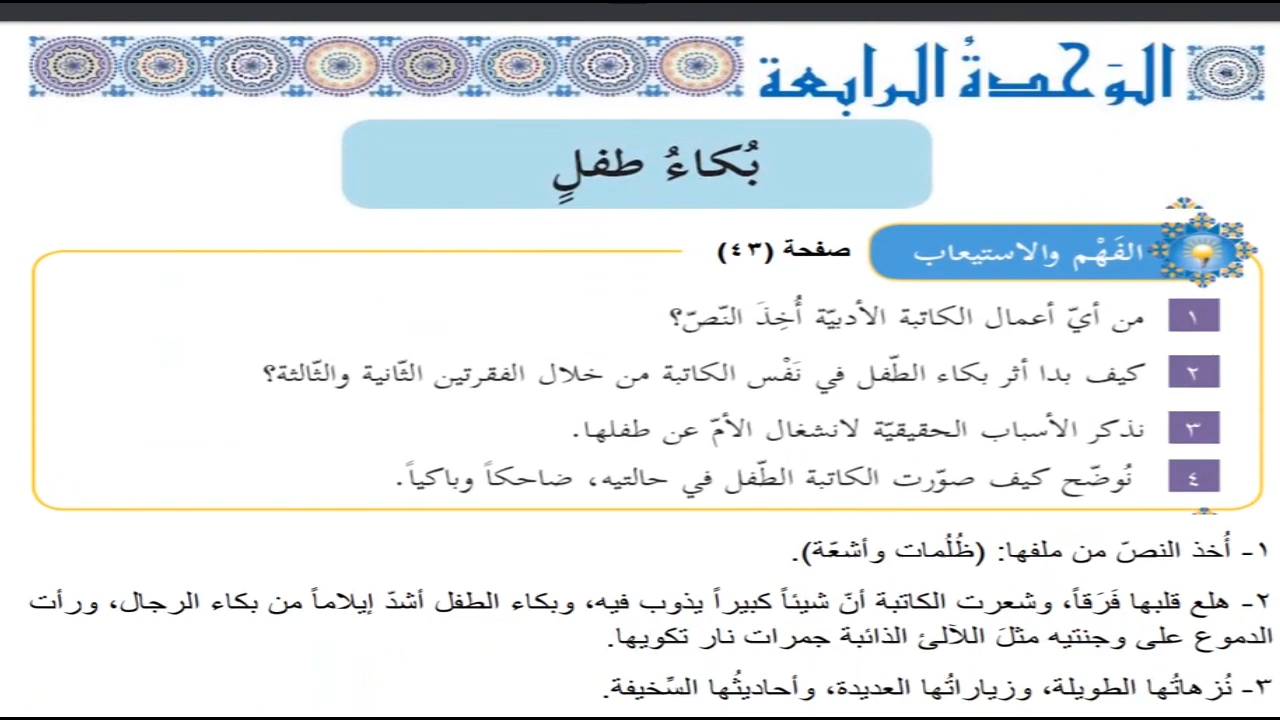 الوَحدةُ الرابعة
بُكاءُ طفلٍ
الفَهْم والاستيعاب
صفحة (٤٣)
١ من أيّ أعمال الكاتبة الأدبيّة أُخِذَ النّصّ؟
٢ كيف بدا أثر بكاء الطّفل في نَفْس الكاتبة من خلال الفقرتين الثّانية والثّالثة؟
٣ نذكر الأسباب الحقيقيّة لانشغال الأمّ عن طفلها.
٤ نُوضّح كيف صوّرت الكاتبة الطّفل في حالتيه، ضاحكاً وباكياً.
١- أُخذ النصّ من ملفها: (ظُلُمات وأشعّة).
٢- هلع قلبها فَرَقاً، وشعرت الكاتبة أنّ شيئاً كبيراً يذوب فيه، وبكاء الطفل أشدّ إيلاماً من بكاء الرجال، ورأت
الدموع على وجنتيه مثلَ اللآلئ الذائبة جمرات نار تكويها.
٣- نُزهاتُها الطويلة، وزياراتُها العديدة، وأحاديثُها السِّخيفة.